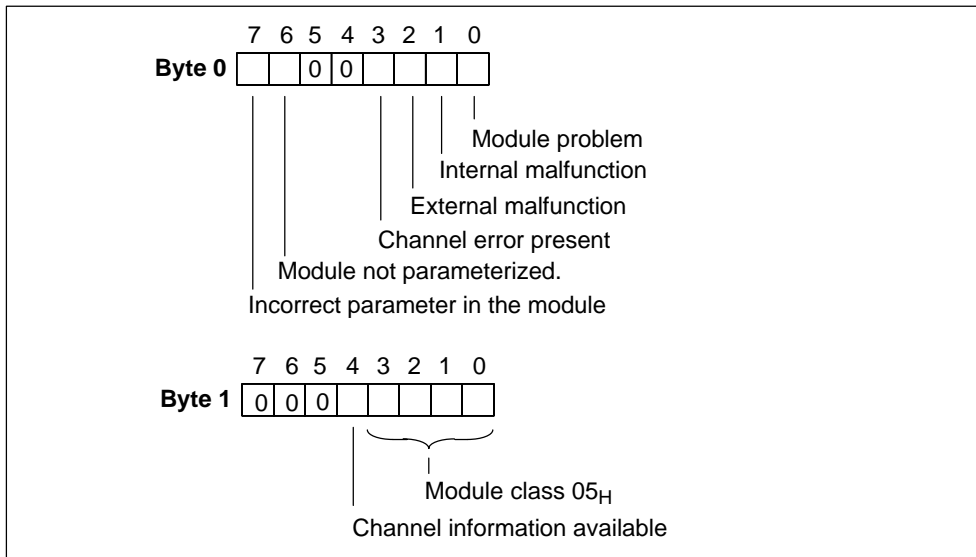 7 6 5 4 3 2 1 0
Byte 0 0 0
Module problem
Internal malfunction
External malfunction
Channel error present
Module not parameterized.
Incorrect parameter in the module
7 6 5 4 3 2 1 0
Byte 1 0 0 0
Module class 05H
Channel information available